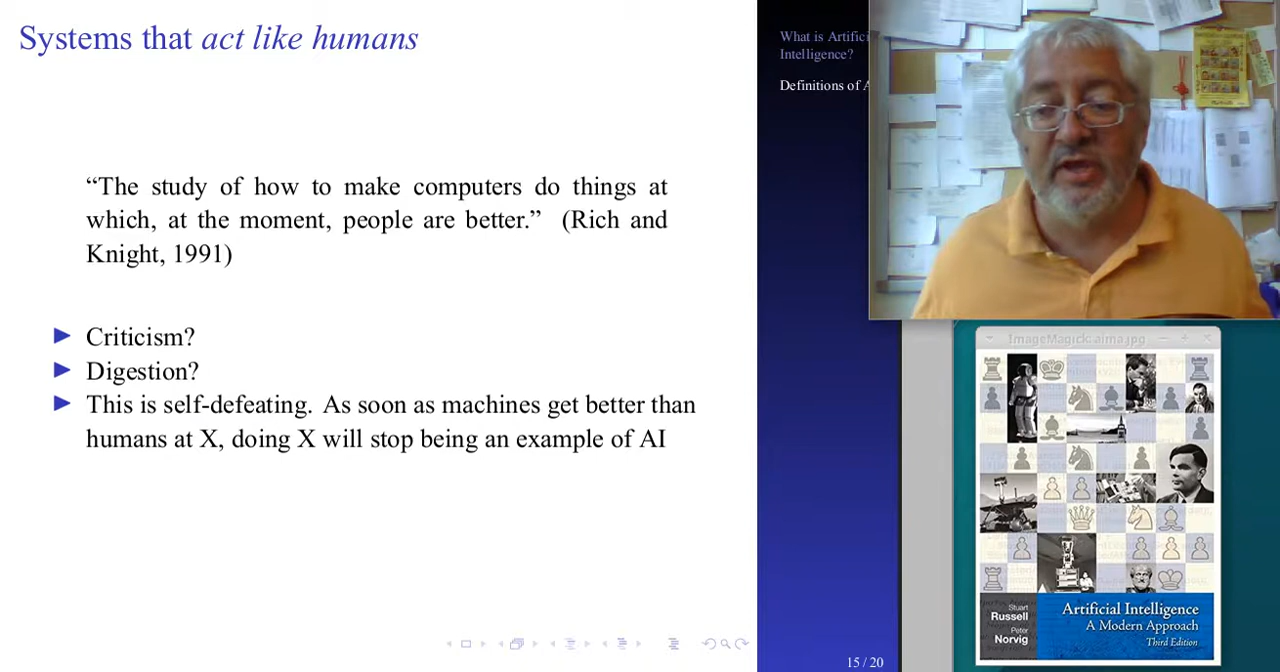 Systems that act like humans
“The study of how to make computers do things at
which, at the moment, people are better.” (Rich and
Knight, 1991)
Criticism?
Digestion?
This is self-defeating. As soon as machines get better than
humans at X, doing X will stop being an example of AI
What is Artifici
Intelligence?
Definitions of A
15 / 20
ImageMagick: alma.jpg
Stuart
Russell
Peter
Norvig
Artificial Intelligence
A Modern Approach
Third Edition